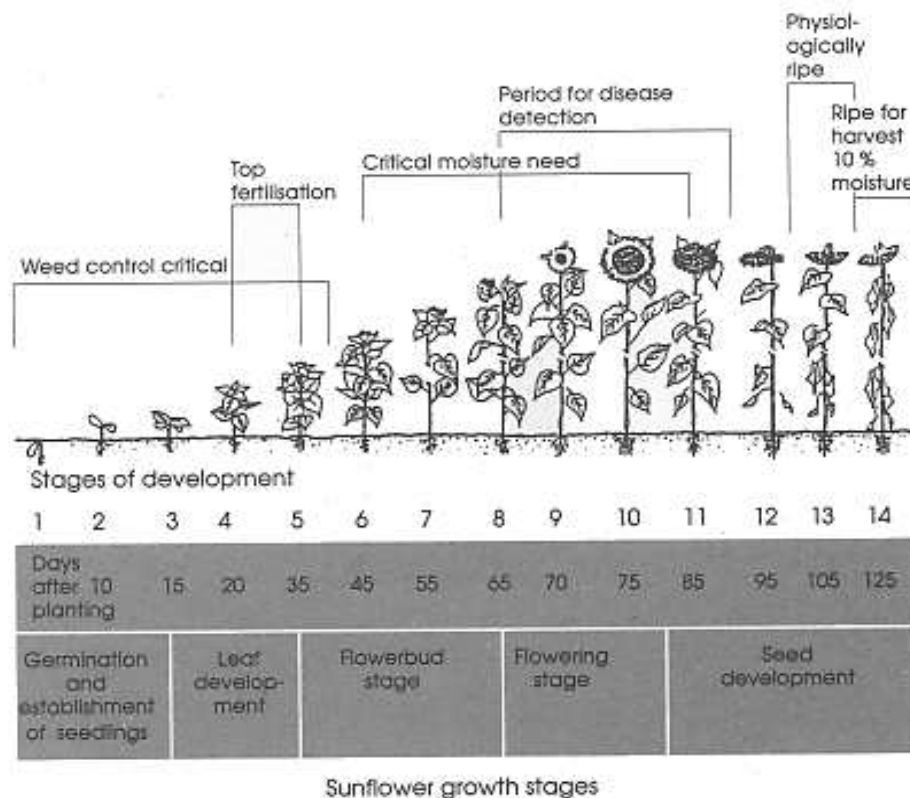 Physiol-
ogically
ripe
Period for disease
detection
Ripe for
harvest
10 %
moisture
Critical moisture need
Top
fertilisation
Weed control critical
Stages of development
1 2 3 4 5 6 7 8 9 10 11 12 13 14
Days
after 10 15 20 35 45 55 65 70 75 85 95 105 125
planting
Germination
and
establishment
of seedlings
Leaf
develop-
ment
Flowerbud
stage
Flowering
stage
Seed
development
Sunflower growth stages